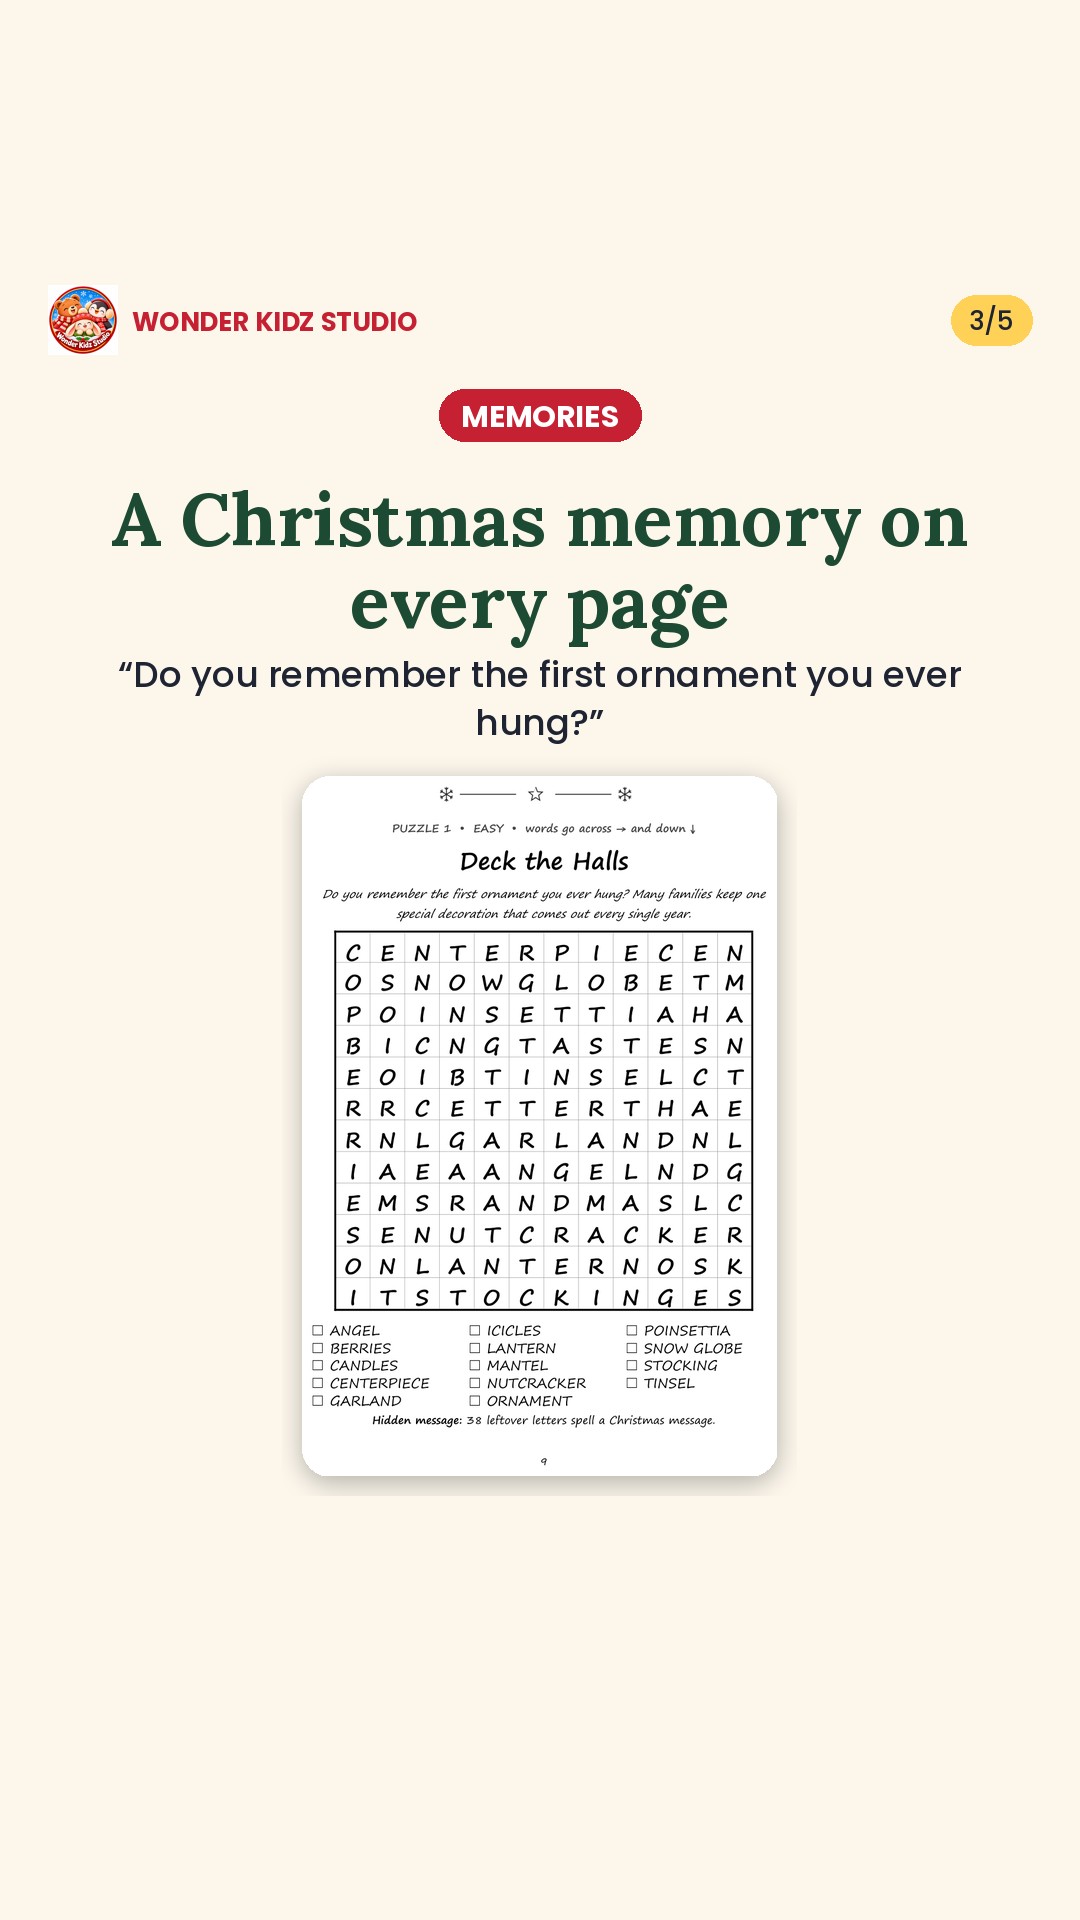 Wonder Kidz Studio
WONDER KIDZ STUDIO
3/5
MEMORIES
A Christmas memory on
every page
“Do you remember the first ornament you ever
hung?”
PUZZLE 1 • EASY • words go across → and down ↓
Deck the Halls
Do you remember the first ornament you ever hung? Many families keep one
special decoration that comes out every single year.
C E N T E R P I E C E N
O S N O W G L O B E T M
P O I N S E T T I A H A
B I C N G T A S T E S N
E O I B T I N S E L C T
R R C E T T E R T H A E
R N L G A R L A N D N L
I A E A A N G E L N D G
E M S R A N D M A S L C
S E N U T C R A C K E R
O N L A N T E R N O S K
I T S T O C K I N G E S
☐ ANGEL ☐ ICICLES ☐ POINSETTIA
☐ BERRIES ☐ LANTERN ☐ SNOW GLOBE
☐ CANDLES ☐ MANTEL ☐ STOCKING
☐ CENTERPIECE ☐ NUTCRACKER ☐ TINSEL
☐ GARLAND ☐ ORNAMENT
Hidden message: 38 leftover letters spell a Christmas message.
9